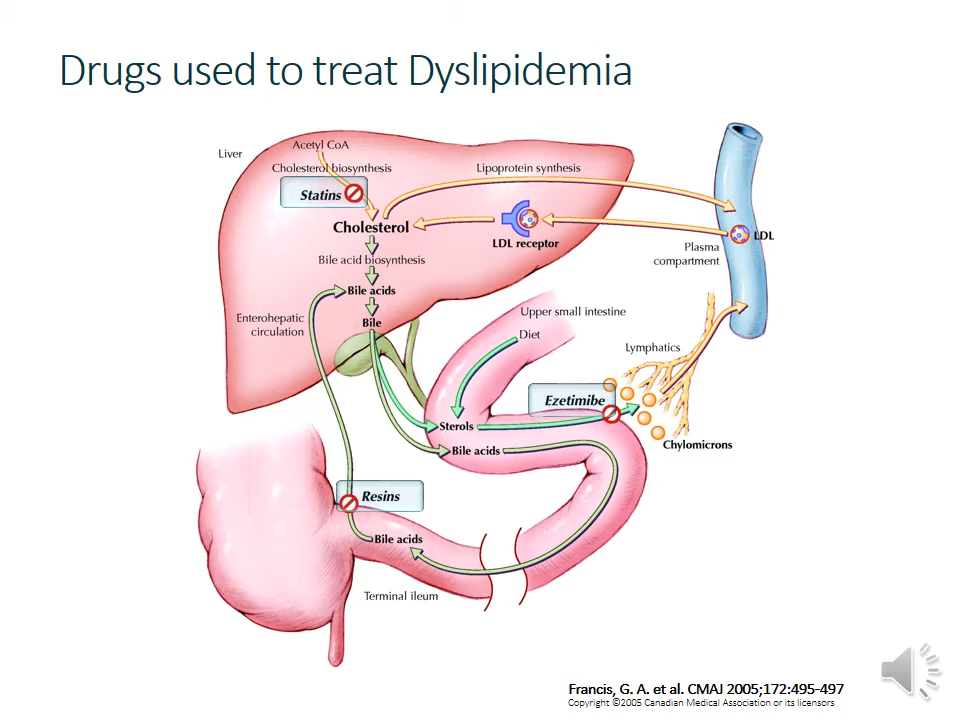 Drugs used to treat Dyslipidemia
Liver
Acetyl CoA
Cholesterol biosynthesis
Lipoprotein synthesis
Statins
Cholesterol
LDL receptor
LDL
Plasma
compartment
Bile acid biosynthesis
Bile acids
Enterohepatic
circulation
Bile
Upper small intestine
Diet
Lymphatics
Ezetimibe
Sterols
Chylomicrons
Bile acids
Resins
Bile acids
Terminal ileum
Francis, G. A. et al. CMAJ 2005;172:495-497
Copyright ©2005 Canadian Medical Association or its licensors